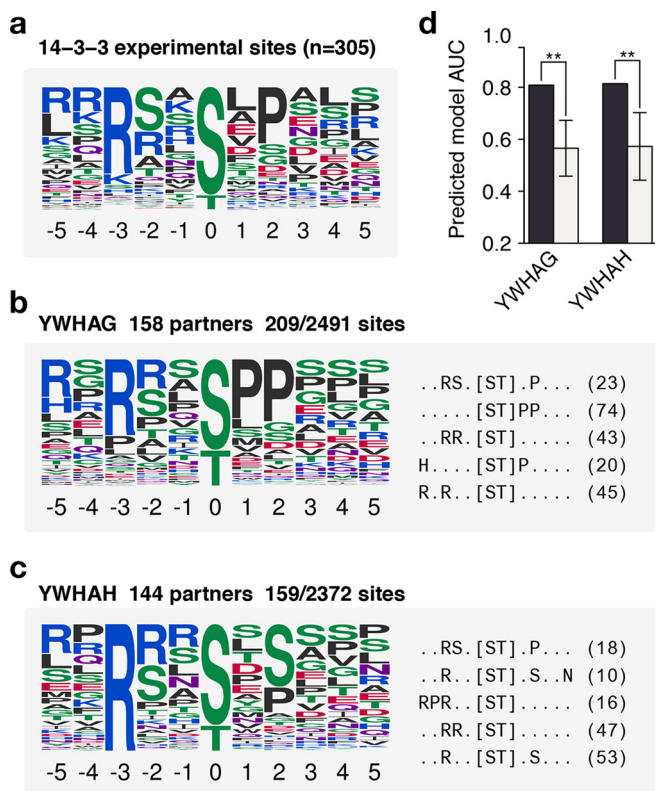 a
14–3–3 experimental sites (n=305)
-5 -4 -3 -2 -1 0 1 2 3 4 5
d
Predicted model AUC
1.0
0.8
0.6
0.4
0.2
** **
YWHAG YWHAH
b
YWHAG 158 partners 209/2491 sites
-5 -4 -3 -2 -1 0 1 2 3 4 5
..RS.[ST].P... (23)
.....[ST]PP... (74)
..RR.[ST]..... (43)
H....[ST]P.... (20)
R.R..[ST]..... (45)
c
YWHAH 144 partners 159/2372 sites
-5 -4 -3 -2 -1 0 1 2 3 4 5
..RS.[ST].P... (18)
..R..[ST].S..N (10)
RPR..[ST]..... (16)
..RR.[ST]..... (47)
..R..[ST].S... (53)